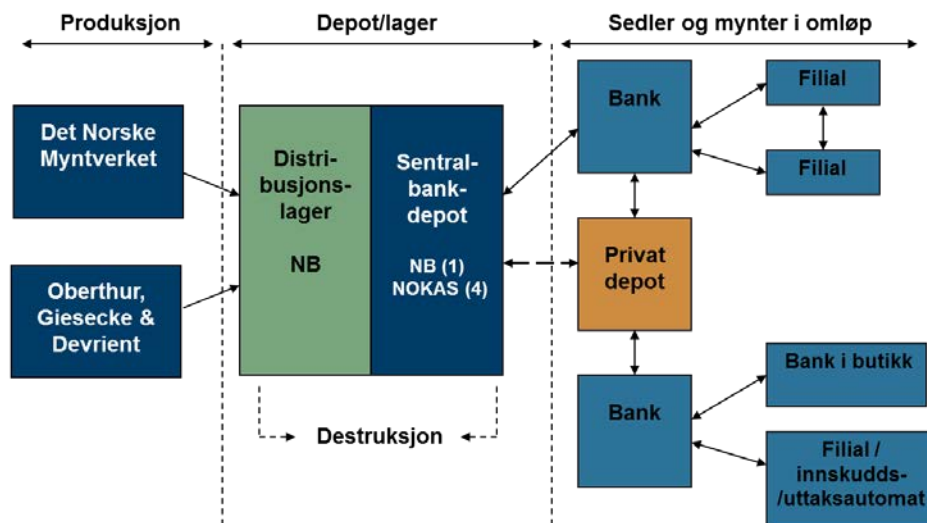 Produksjon
Depot/lager
Sedler og mynter i omløp
Det Norske
Myntverket
Oberthur,
Giesecke &
Devrient
Distri-
busjons-
lager
NB
Sentral-
bank-
depot
NB (1)
NOKAS (4)
Destruksjon
Bank
Filial
Filial
Privat
depot
Bank
Bank i butikk
Filial /
innskudds-
/uttaksautomat